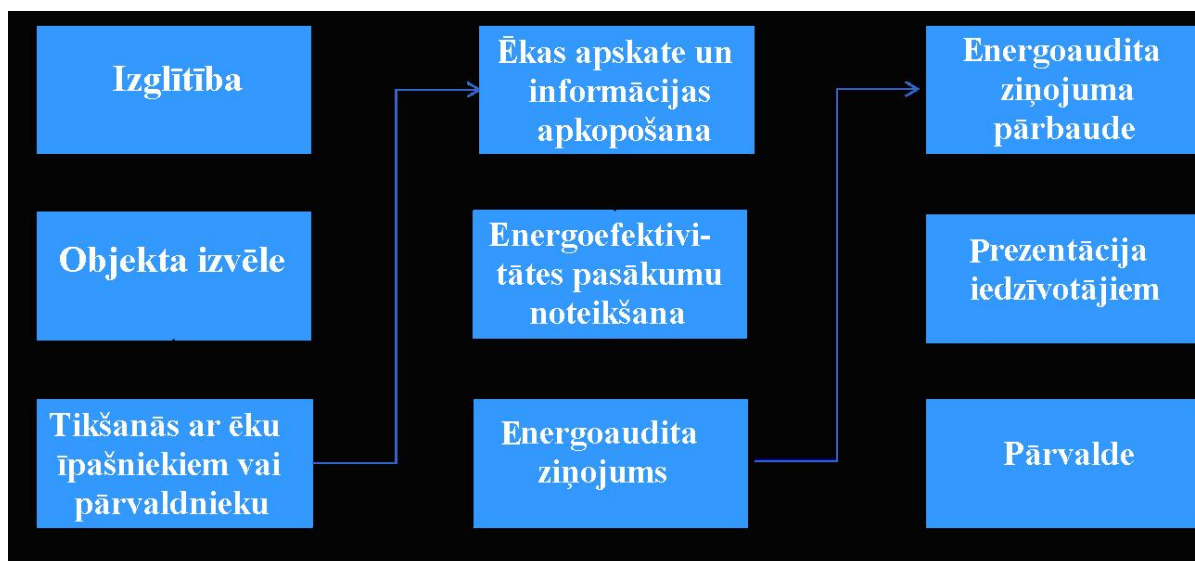 Izglītība
Objekta izvēle
Tikšanās ar ēku
īpašniekiem vai
pārvaldnieku
Ēkas apskate un
informācijas
apkopošana
Energoefektivi-
tātes pasākumu
noteikšana
Energoaudita
ziņojums
Energoaudita
ziņojuma
pārbaude
Prezentācija
iedzīvotājiem
Pārvalde